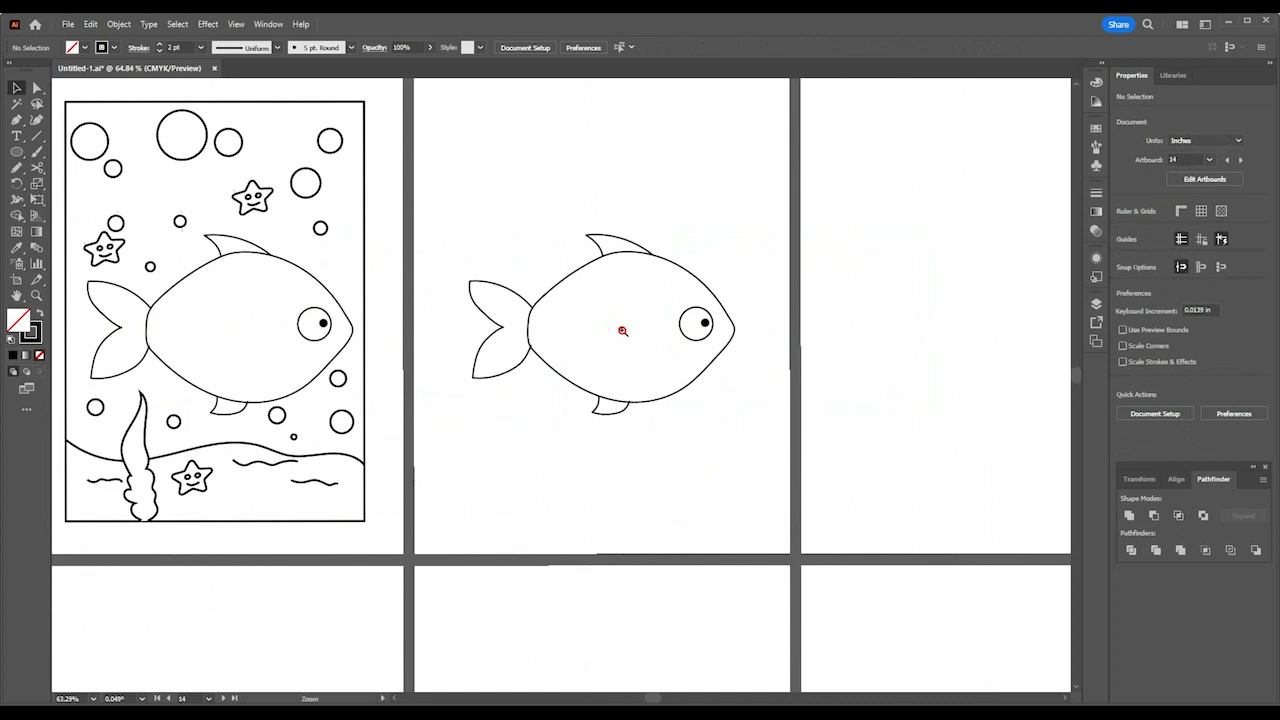 Ai File Edit Object Type Select Effect View Window Help Share
No Selection Stroke: 2 pt Uniform 5 pt. Round Opacity: 100% Style: Document Setup Preferences
Untitled-1.ai* @ 64.84 % (CMYK/Preview) ×
Properties Libraries
No Selection
Document
Units: Inches
Artboard: 14
Edit Artboards
Ruler & Grids
Guides
Snap Options
Preferences
Keyboard Increment: 0.0139 in
Use Preview Bounds
Scale Corners
Scale Strokes & Effects
Quick Actions
Document Setup Preferences
Transform Align Pathfinder
Shape Modes:
Expand
Pathfinders:
63.29% 0.049° 14 Zoom